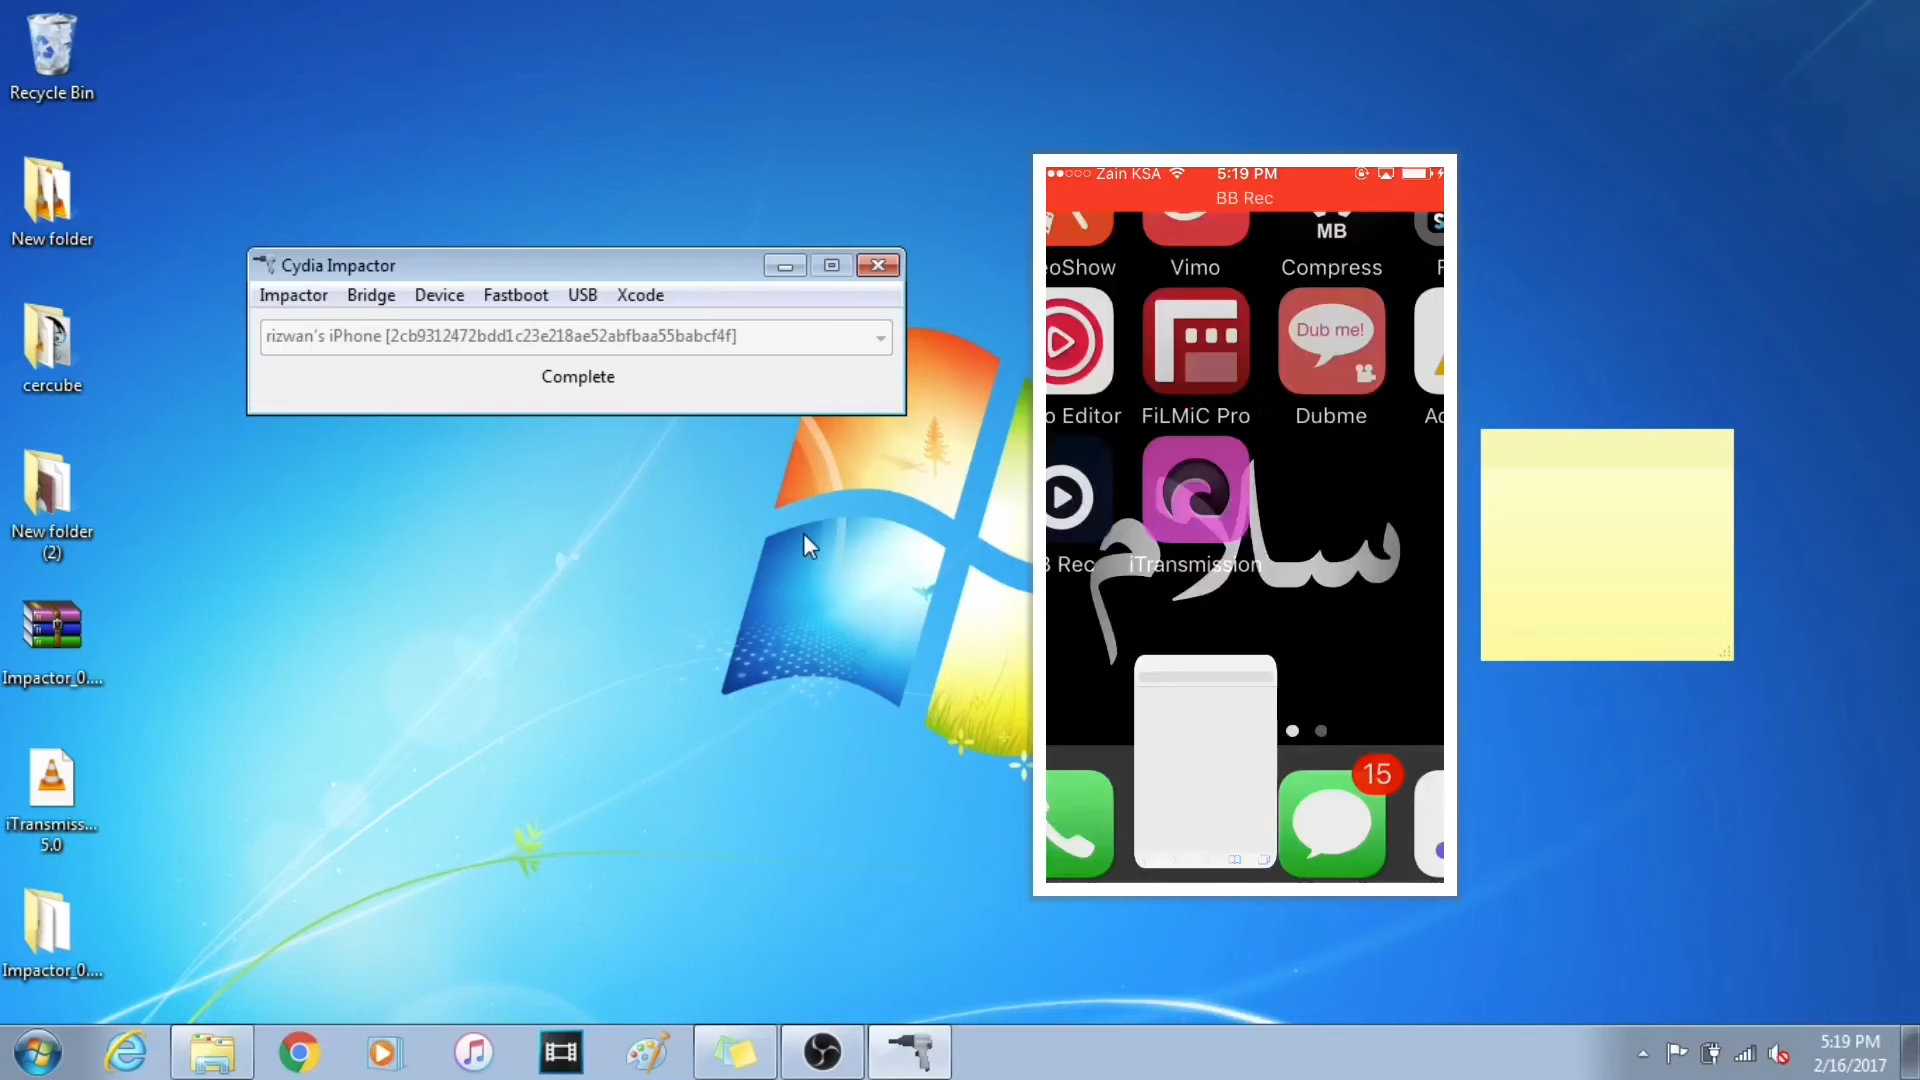 Recycle Bin
New folder
cercube
New folder
(2)
Impactor_0....
iTransmiss...
5.0
Impactor_0....
Cydia Impactor
Impactor Bridge Device Fastboot USB Xcode
rizwan's iPhone [2cb9312472bdd1c23e218ae52abfbaa55babcf4f]
Complete
Zain KSA 5:19 PM
BB Rec
MB
eoShow Vimo Compress
Dub me!
o Editor FiLMiC Pro Dubme
Rec iTransmission
سلام
15
5:19 PM
2/16/2017